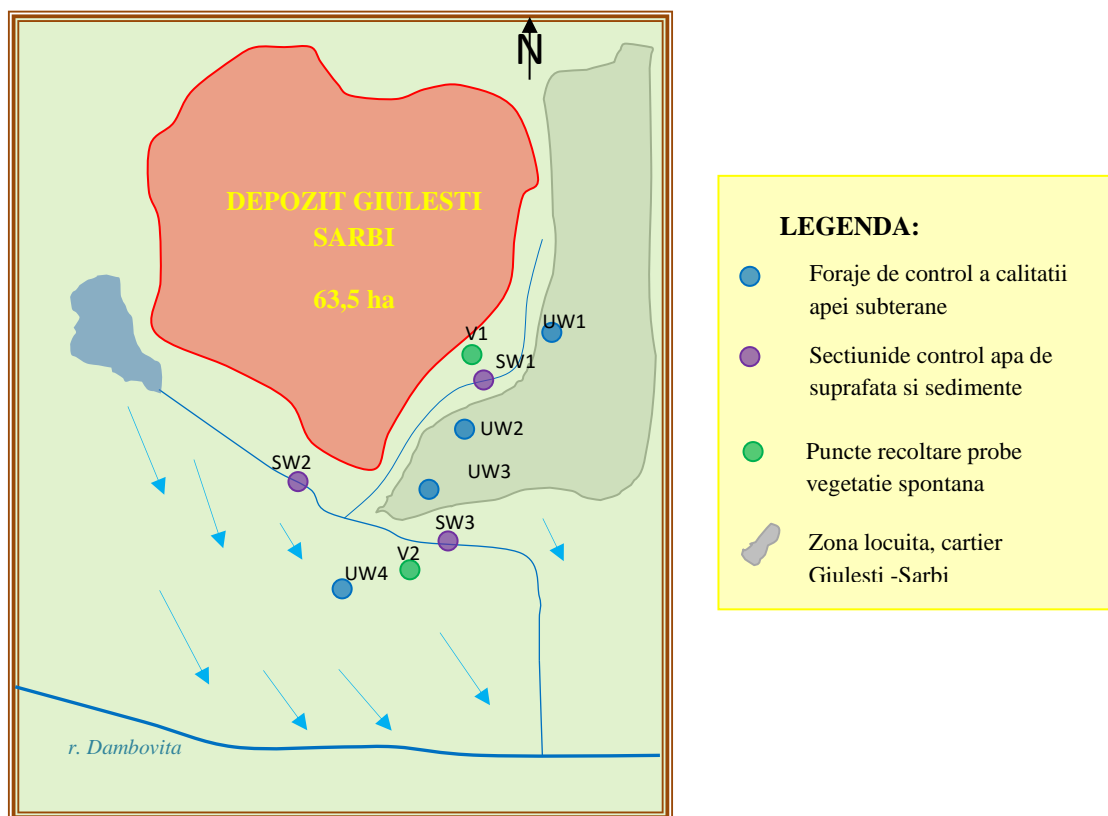 N
DEPOZIT GIULESTI
SARBI
63,5 ha
V1
UW1
SW1
UW2
SW2
UW3
SW3
V2
UW4
r. Dambovita
LEGENDA:
Foraje de control a calitatii
apei subterane
Sectiunide control apa de
suprafata si sedimente
Puncte recoltare probe
vegetatie spontana
Zona locuita, cartier
Giulesti -Sarbi